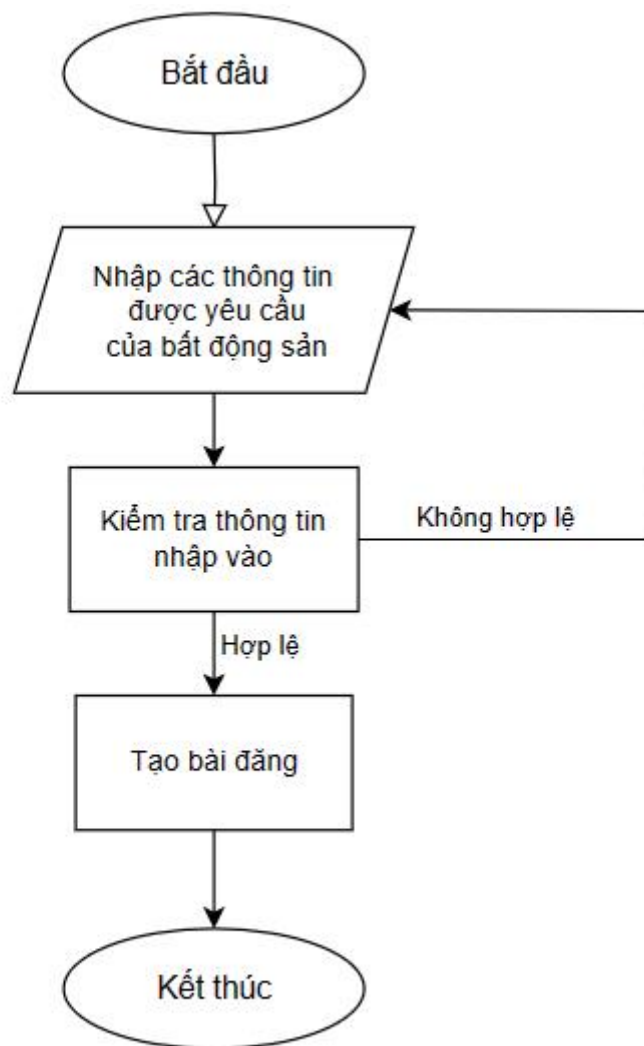 Bắt đầu
Nhập các thông tin
được yêu cầu
của bất động sản
Kiểm tra thông tin
nhập vào
Không hợp lệ
Hợp lệ
Tạo bài đăng
Kết thúc